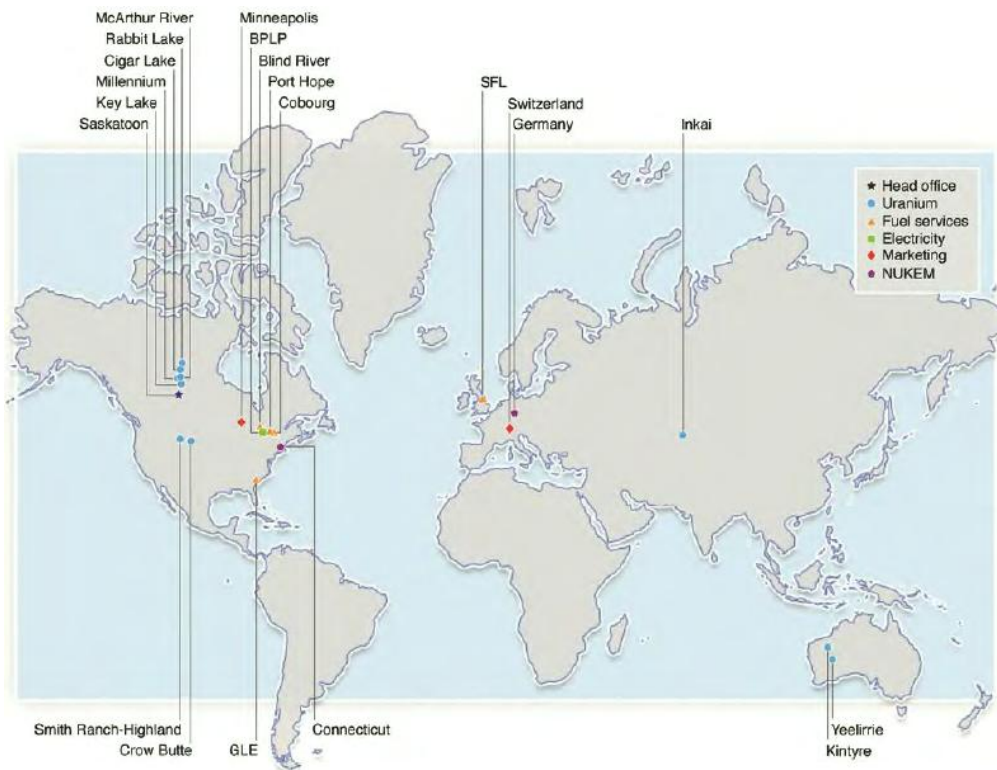 McArthur River
Rabbit Lake
Cigar Lake
Millennium
Key Lake
Saskatoon
Minneapolis
BPLP
Blind River
Port Hope
Cobourg
SFL
Switzerland
Germany
Inkai
Head office
Uranium
Fuel services
Electricity
Marketing
NUKEM
Smith Ranch-Highland
Crow Butte
GLE
Connecticut
Yeelirrie
Kintyre